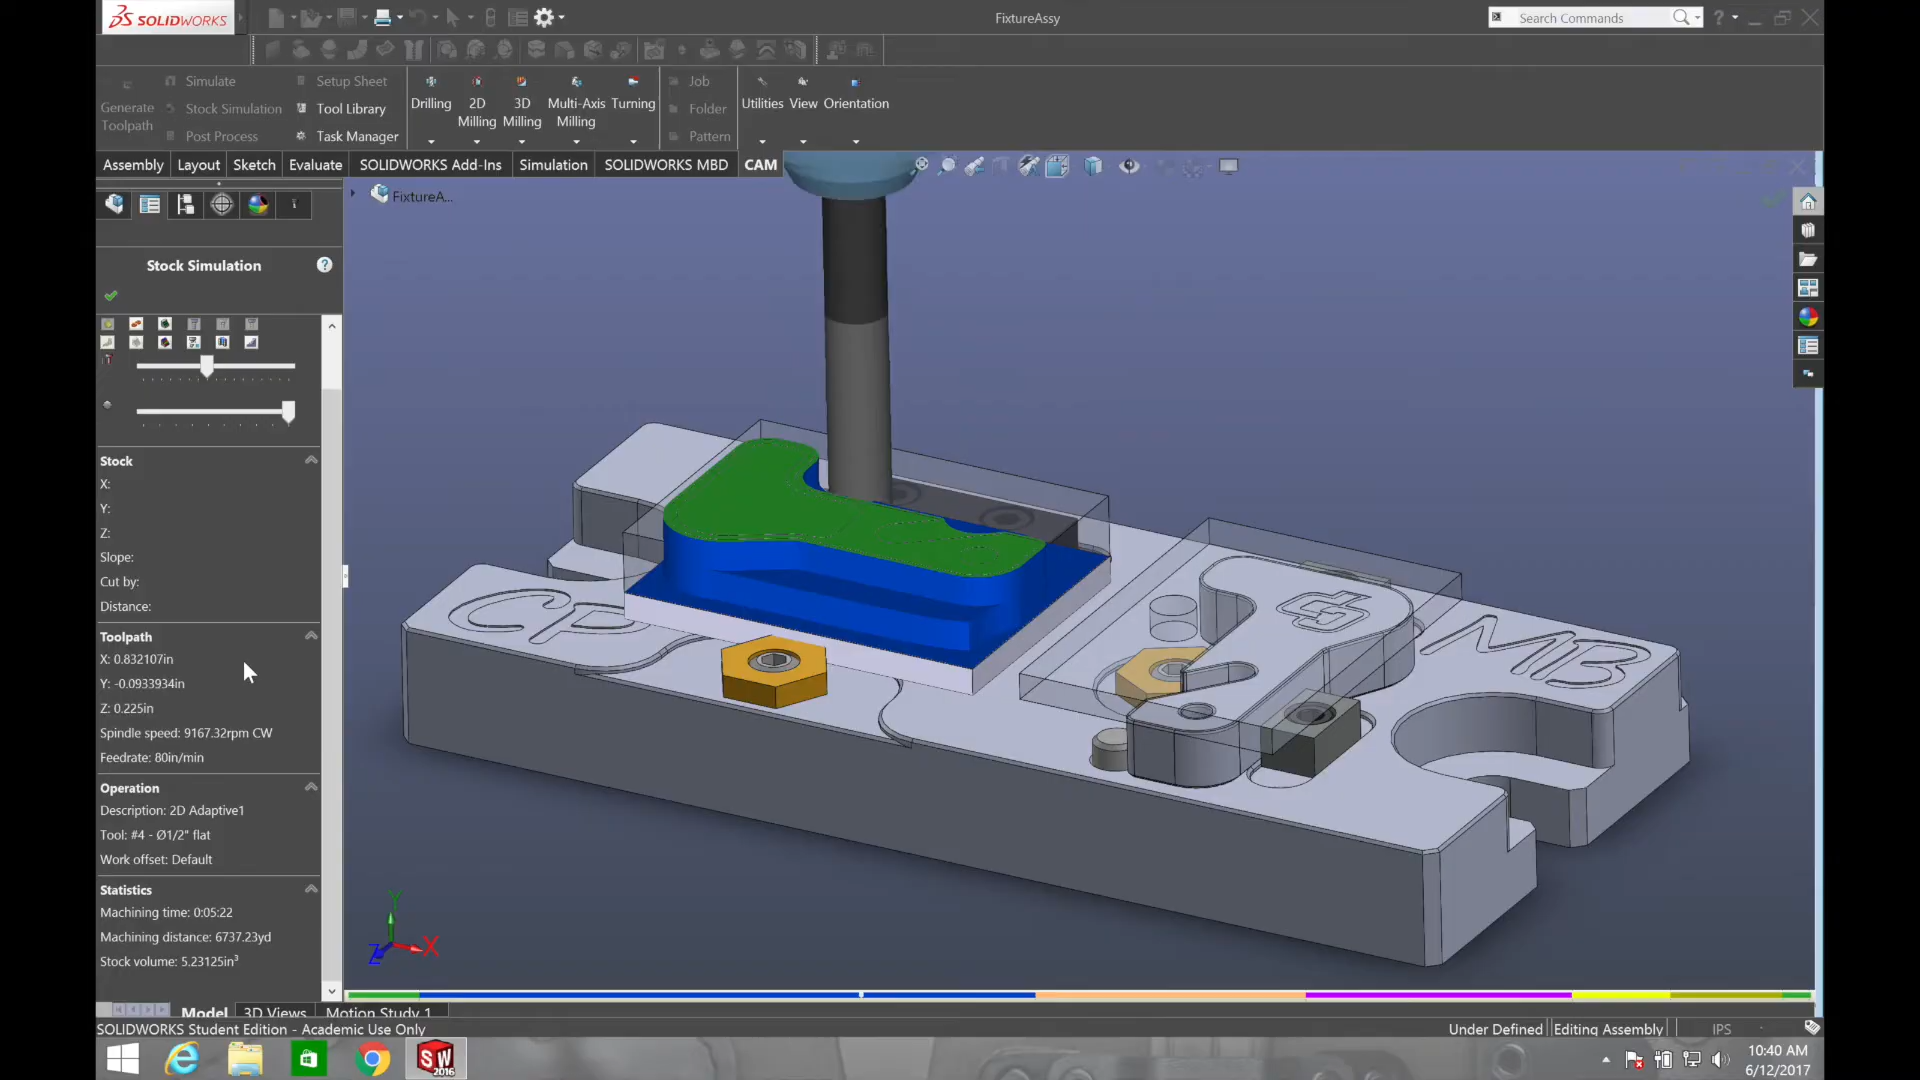 SOLIDWORKS
FixtureAssy
Search Commands
?
Generate Toolpath
Simulate
Stock Simulation
Post Process
Setup Sheet
Tool Library
Task Manager
Drilling
2D Milling
3D Milling
Multi-Axis Milling
Turning
Job
Folder
Pattern
Utilities
View
Orientation
Assembly
Layout
Sketch
Evaluate
SOLIDWORKS Add-Ins
Simulation
SOLIDWORKS MBD
CAM
FixtureA...
Stock Simulation
?
Stock
X:
Y:
Z:
Slope:
Cut by:
Distance:
Toolpath
X: 0.832107in
Y: -0.0933934in
Z: 0.225in
Spindle speed: 9167.32rpm CW
Feedrate: 80in/min
Operation
Description: 2D Adaptive1
Tool: #4 - Ø1/2" flat
Work offset: Default
Statistics
Machining time: 0:05:22
Machining distance: 6737.23yd
Stock volume: 5.23125in³
CP
MB
Y
X
Z
Model
3D Views
Motion Study 1
SOLIDWORKS Student Edition - Academic Use Only
Under Defined
Editing Assembly
IPS
SW
2016
10:40 AM
6/12/2017